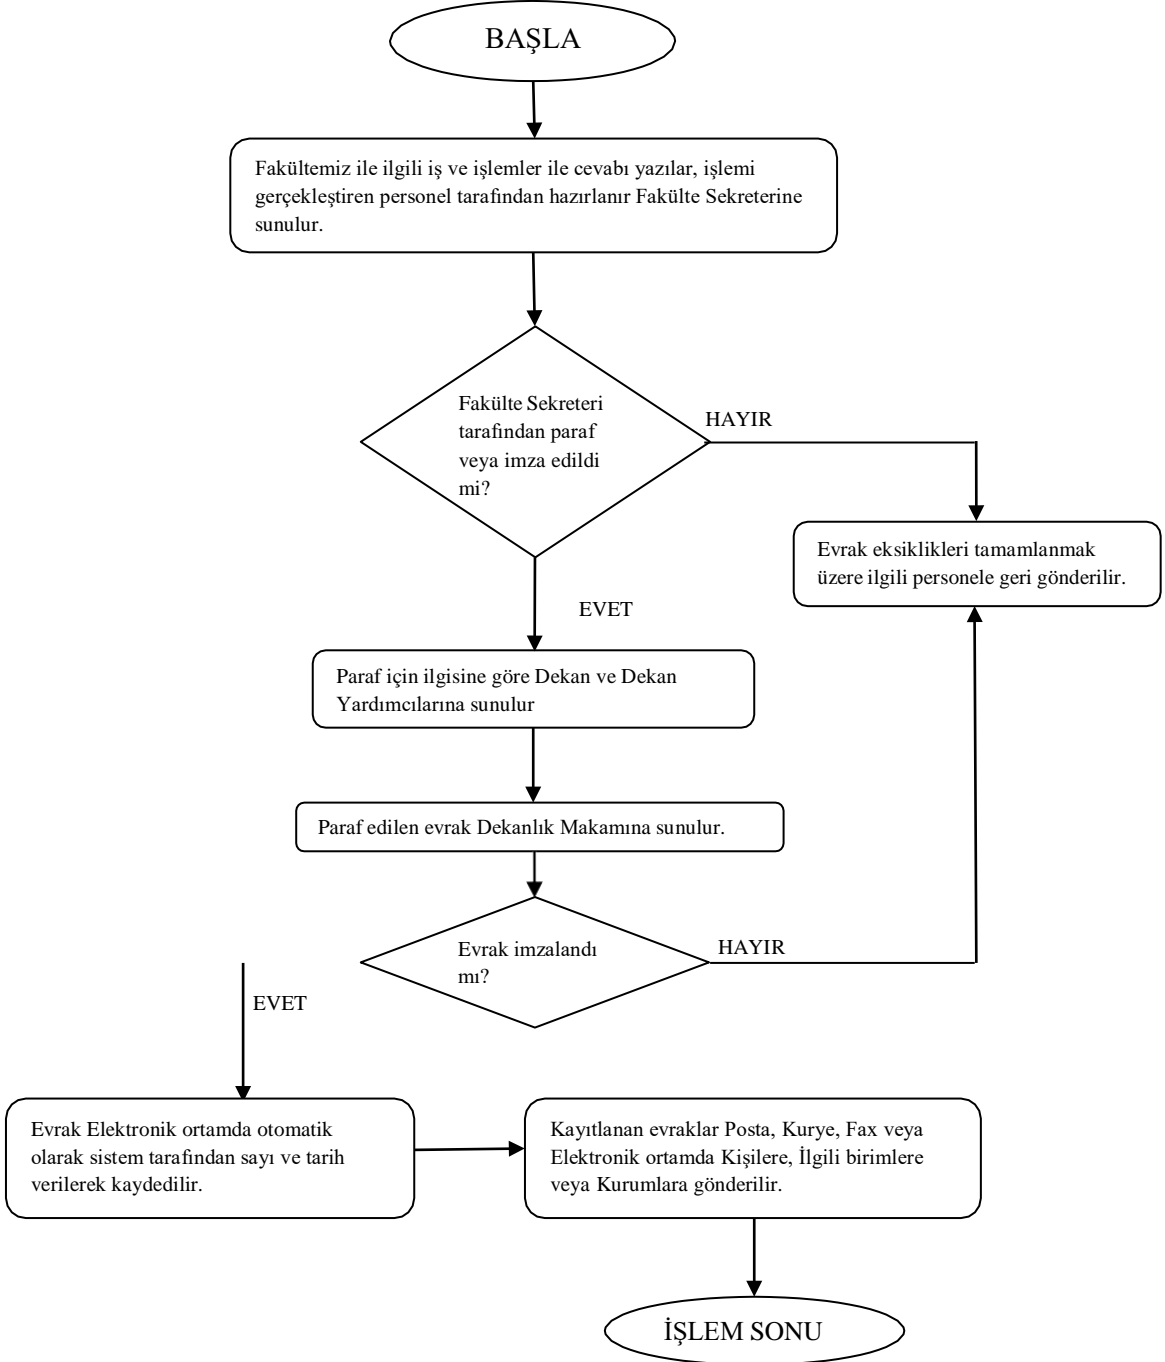 BAŞLA
Fakültemiz ile ilgili iş ve işlemler ile cevabı yazılar, işlemi
gerçekleştiren personel tarafından hazırlanır Fakülte Sekreterine
sunulur.
Fakülte Sekreteri
tarafından paraf
veya imza edildi
mi?
HAYIR
Evrak eksiklikleri tamamlanmak
üzere ilgili personele geri gönderilir.
EVET
Paraf için ilgisine göre Dekan ve Dekan
Yardımcılarına sunulur
Paraf edilen evrak Dekanlık Makamına sunulur.
Evrak imzalandı
mı?
HAYIR
EVET
Evrak Elektronik ortamda otomatik
olarak sistem tarafından sayı ve tarih
verilerek kaydedilir.
Kayıtlanan evraklar Posta, Kurye, Fax veya
Elektronik ortamda Kişilere, İlgili birimlere
veya Kurumlara gönderilir.
İŞLEM SONU